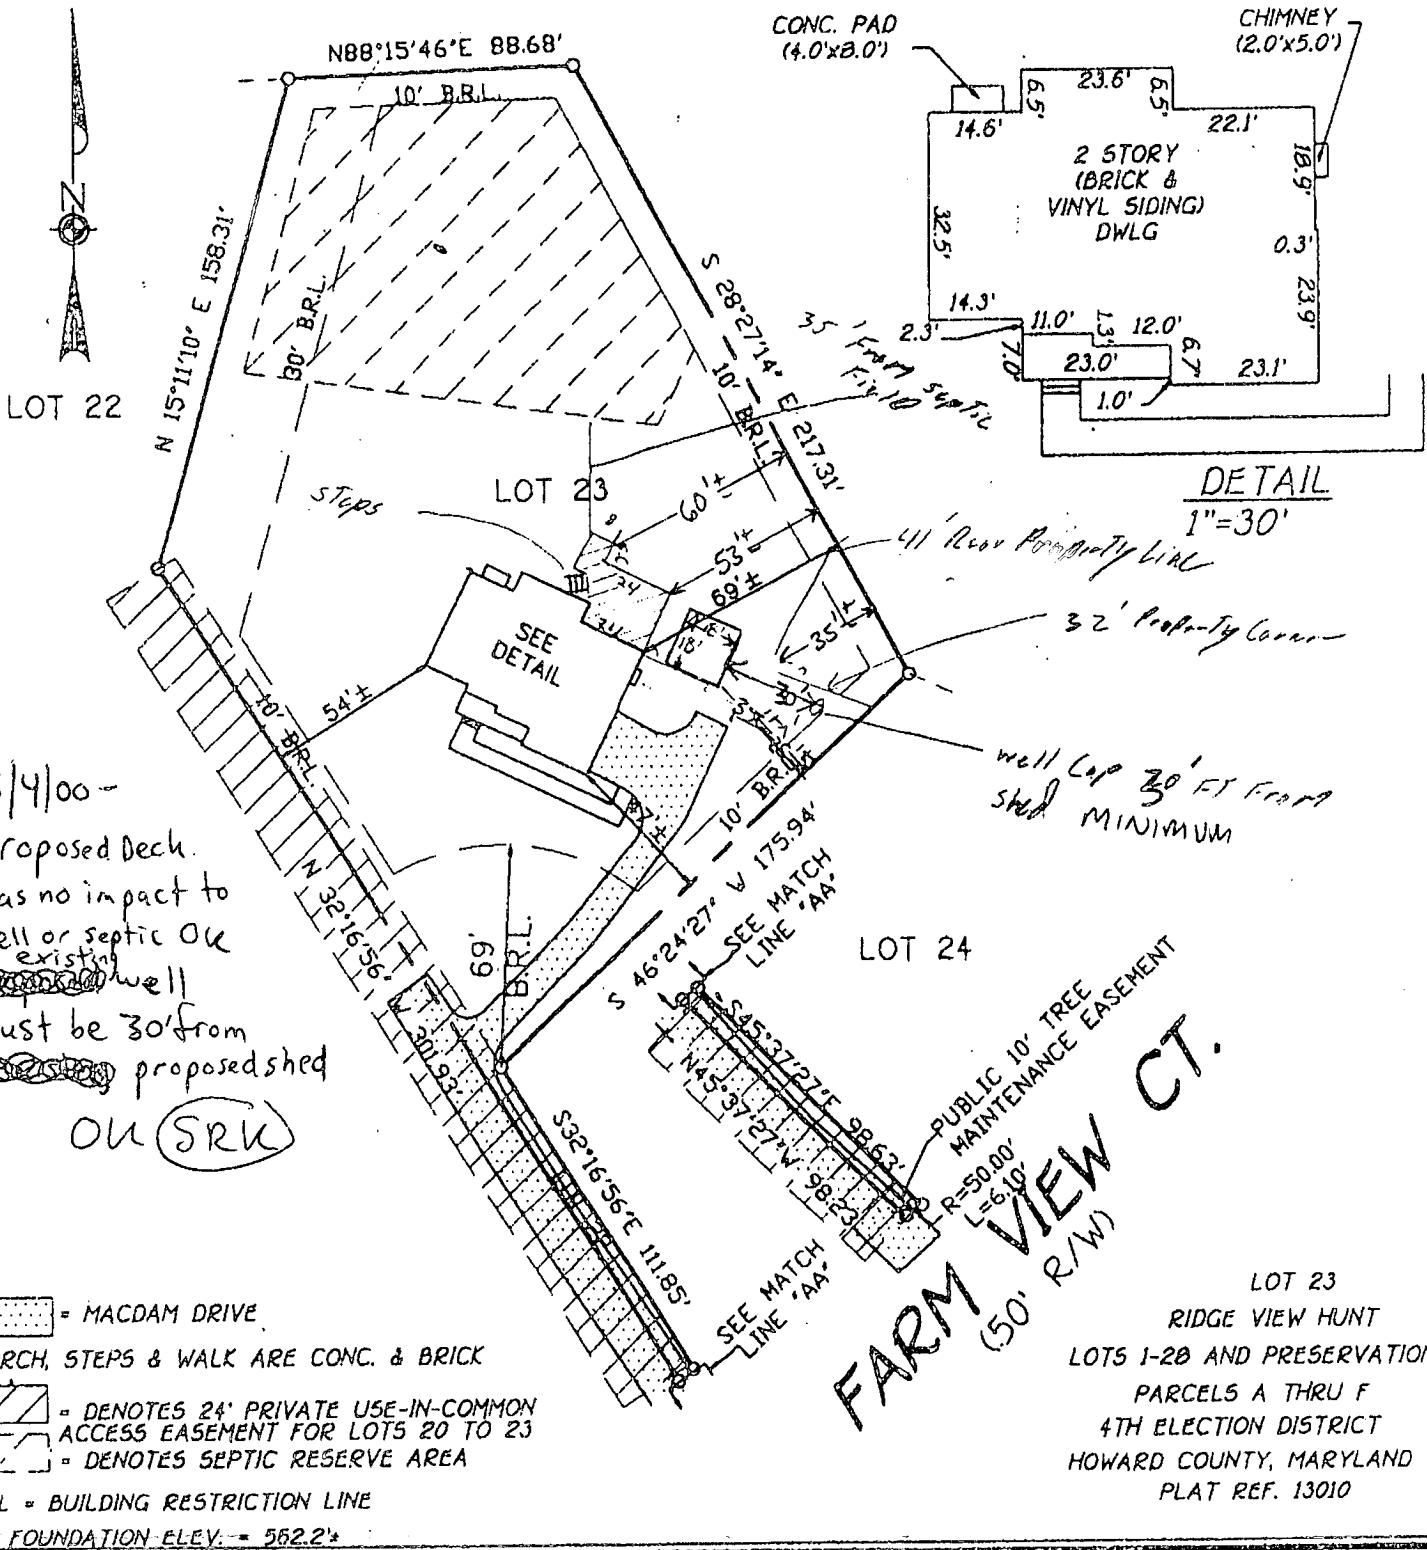 N88°15'46"E 88.68'
10' B.R.L.
CONC. PAD
(4.0'x8.0')
CHIMNEY
(2.0'x5.0')
23.6'
6.5'
6.5'
14.6'
22.1'
2 STORY
(BRICK &
VINYL SIDING)
DWLG
18.9'
32.5'
0.3'
23.9'
14.3'
2.3'
11.0'
1.3'
12.0'
7.0'
23.0'
6.7'
23.1'
1.0'
DETAIL
1"=30'
N
N 15°11'10" E 158.31'
30' B.R.L.
S 28°27'14" E 217.31'
10' B.R.L.
35' From septic
Field
LOT 22
LOT 23
steps
60'±
53'±
69'±
41' Rear Property Line
32' Property Corner
35'±
8
24
18'
30'
SEE
DETAIL
54'±
10' B.R.L.
47'±
10' B.R.L.
well Cap 30' FT From
shed MINIMUM
/4/00 -
roposed Deck
as no impact to
ell or septic OK
existing
well
ust be 30' from
proposed shed
OK SRK
N 32°16'56"
W 301.93'
69'
B.R.L.
S 46°24'27" W 175.94'
SEE MATCH
LINE "AA"
LOT 24
S45°37'27"E 98.63'
N45°37'27"W 98.23'
PUBLIC 10' TREE
MAINTENANCE EASEMENT
R=50.00'
L=6.10'
S32°16'56"E 111.85'
SEE MATCH
LINE "AA"
FARM VIEW CT.
(50' R/W)
= MACDAM DRIVE
RCH, STEPS & WALK ARE CONC. & BRICK
= DENOTES 24' PRIVATE USE-IN-COMMON
ACCESS EASEMENT FOR LOTS 20 TO 23
= DENOTES SEPTIC RESERVE AREA
L = BUILDING RESTRICTION LINE
FOUNDATION ELEV. = 562.2'±
LOT 23
RIDGE VIEW HUNT
LOTS 1-28 AND PRESERVATION
PARCELS A THRU F
4TH ELECTION DISTRICT
HOWARD COUNTY, MARYLAND
PLAT REF. 13010